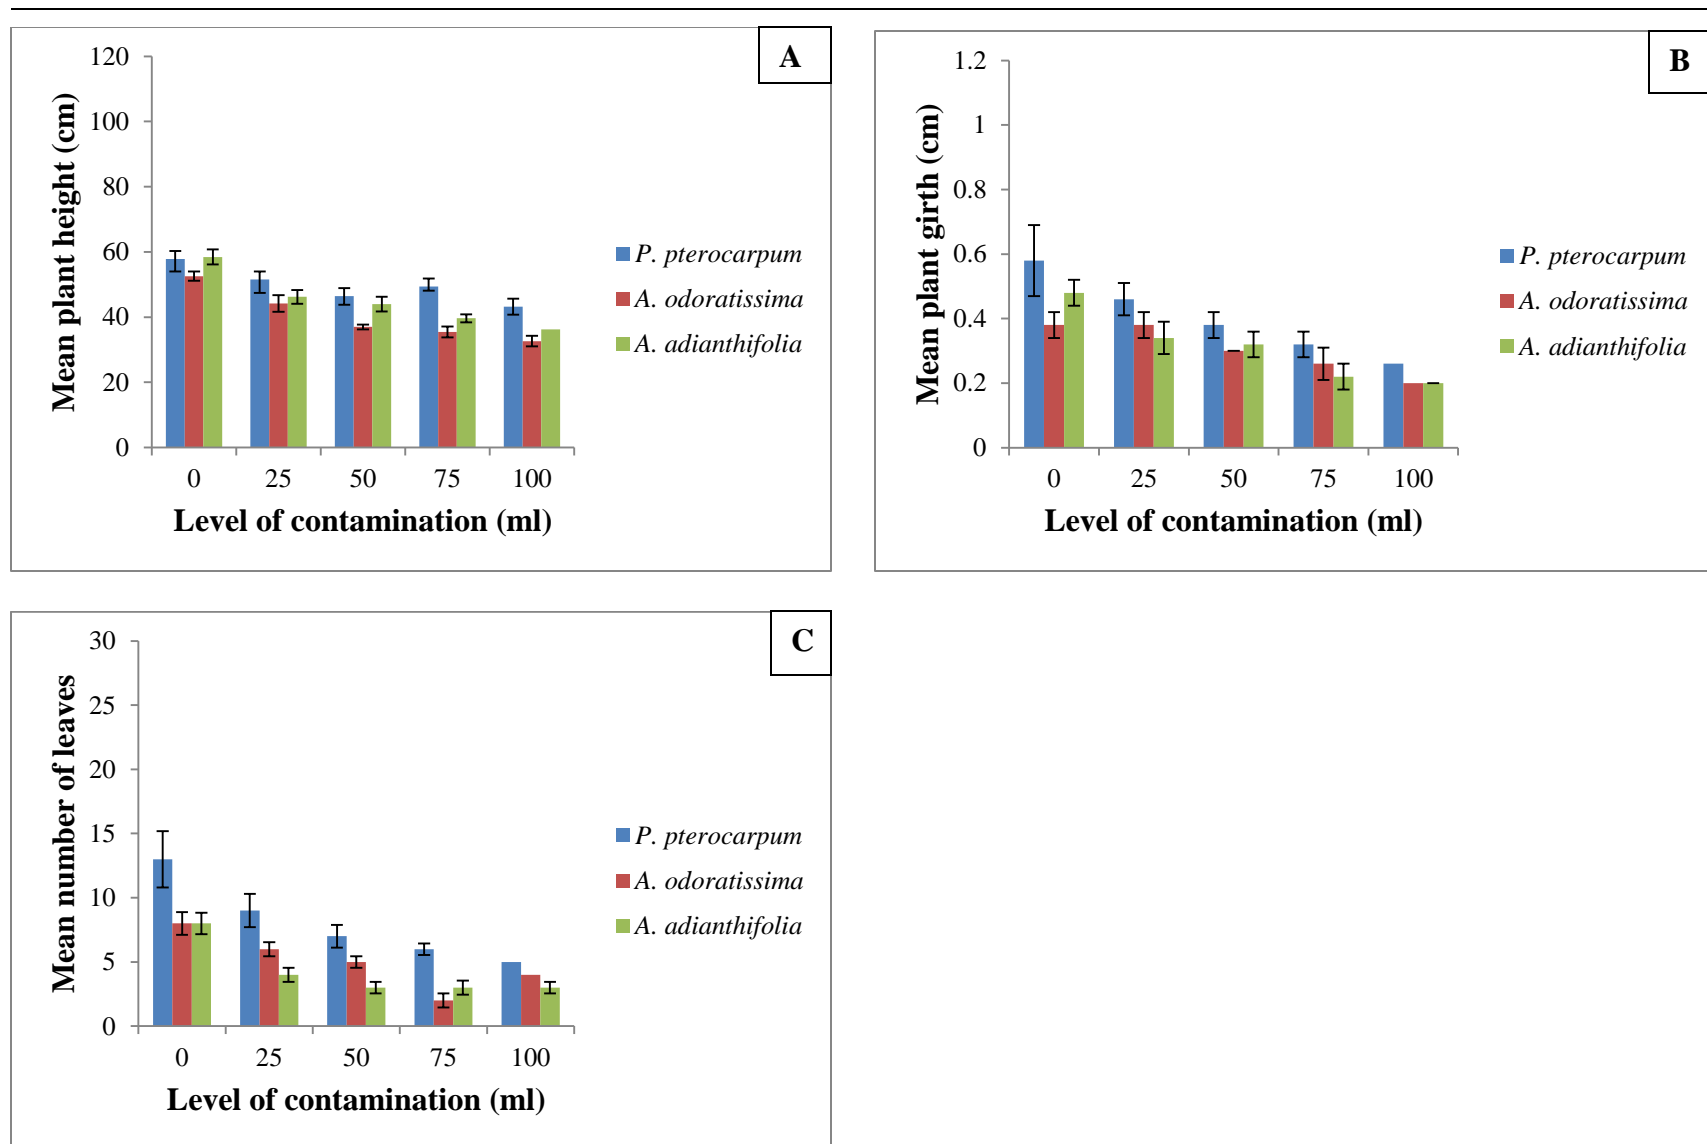 A
120
100
80
60
40
20
0
Mean plant height (cm)
0 25 50 75 100
Level of contamination (ml)
P. pterocarpum
A. odoratissima
A. adianthifolia
B
1.2
1
0.8
0.6
0.4
0.2
0
Mean plant girth (cm)
0 25 50 75 100
Level of contamination (ml)
P. pterocarpum
A. odoratissima
A. adianthifolia
C
30
25
20
15
10
5
0
Mean number of leaves
0 25 50 75 100
Level of contamination (ml)
P. pterocarpum
A. odoratissima
A. adianthifolia